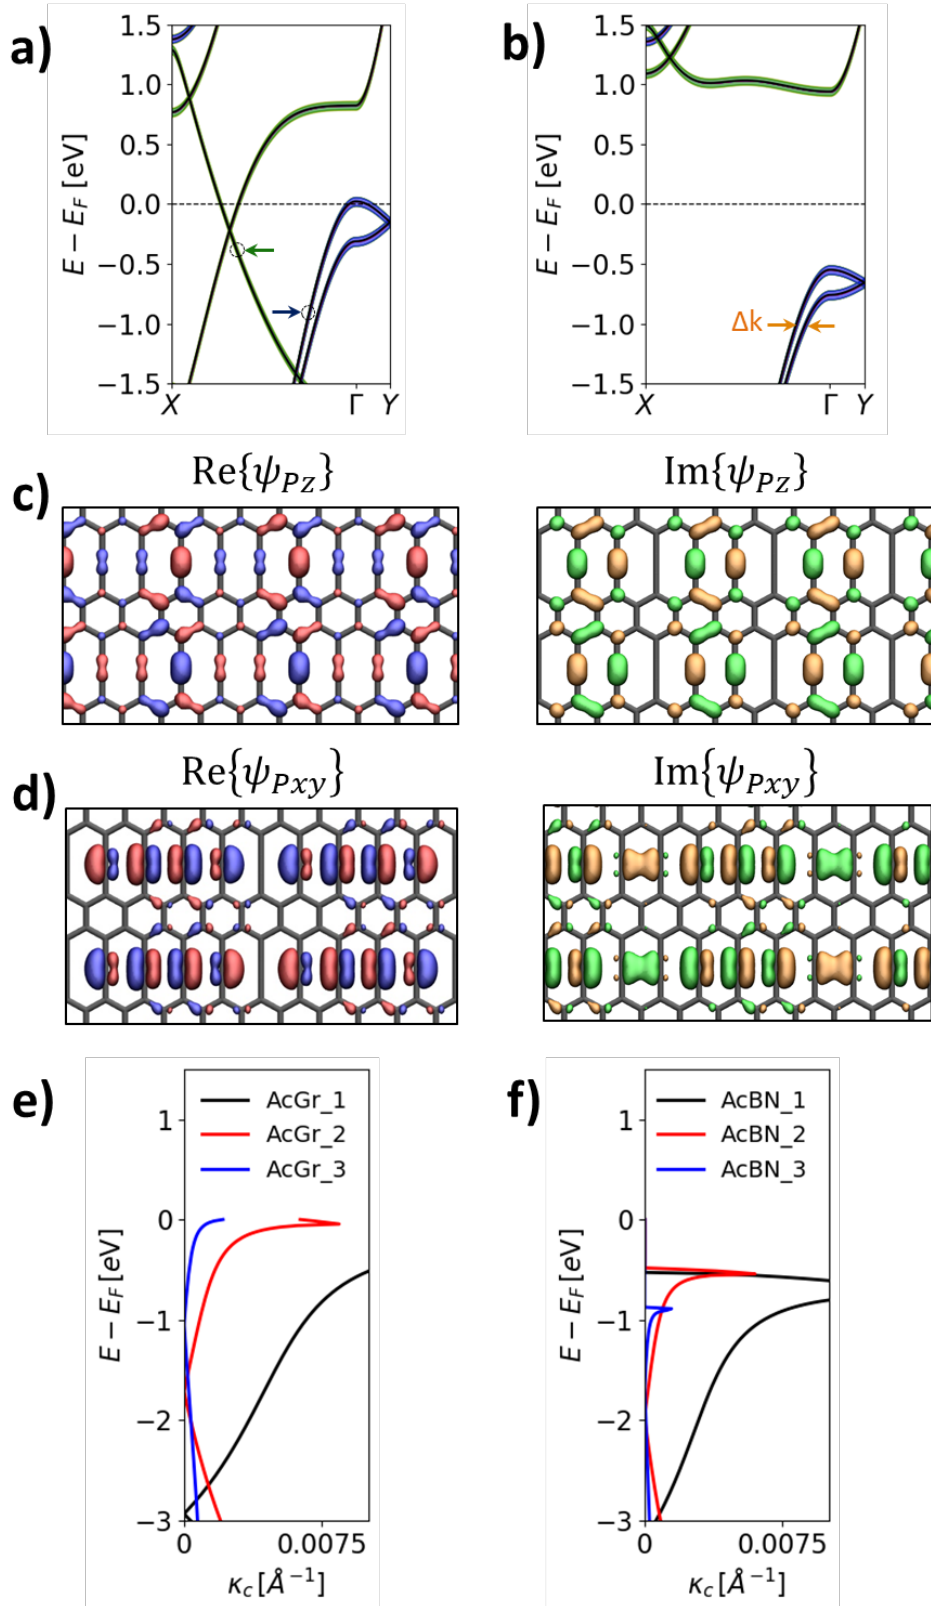 a)
1.5
1.0
0.5
0.0
−0.5
−1.0
−1.5
E − E_F [eV]
X Γ Y
b)
1.5
1.0
0.5
0.0
−0.5
−1.0
−1.5
E − E_F [eV]
Δk
X Γ Y
c)
Re{ψ_Pz}
Im{ψ_Pz}
d)
Re{ψ_Pxy}
Im{ψ_Pxy}
e)
AcGr_1
AcGr_2
AcGr_3
1
0
−1
−2
−3
E − E_F [eV]
0 0.0075
κ_c [Å⁻¹]
f)
AcBN_1
AcBN_2
AcBN_3
1
0
−1
−2
−3
E − E_F [eV]
0 0.0075
κ_c [Å⁻¹]